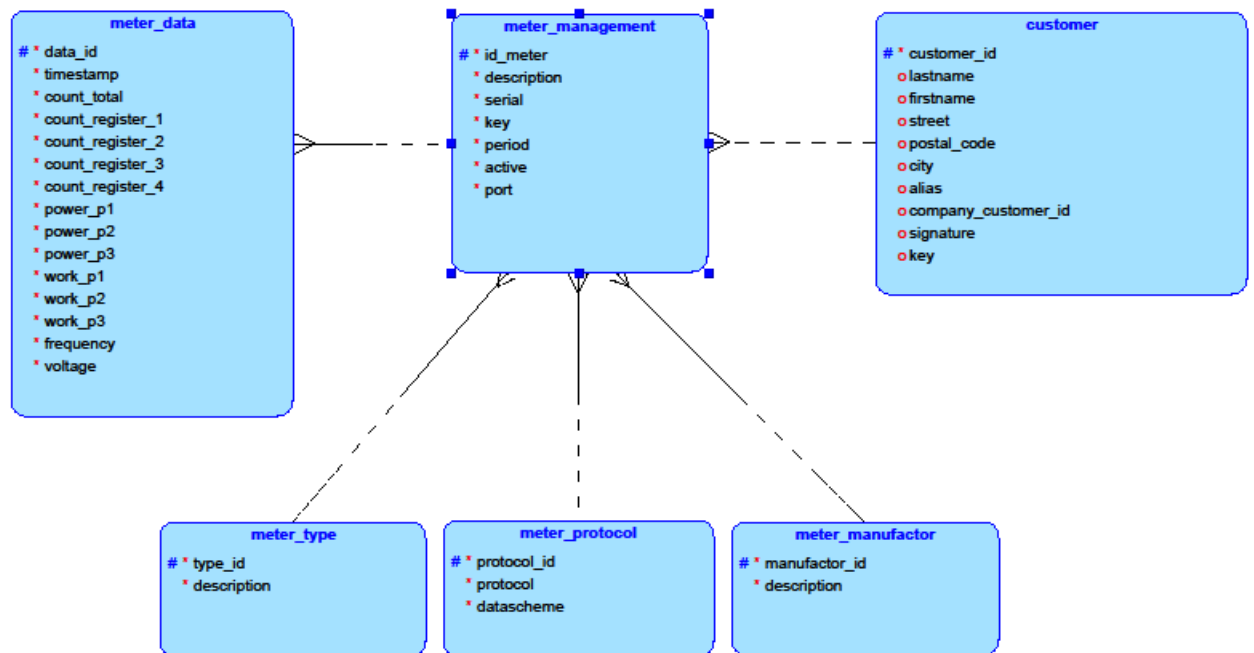 meter_data
# * data_id
* timestamp
* count_total
* count_register_1
* count_register_2
* count_register_3
* count_register_4
* power_p1
* power_p2
* power_p3
* work_p1
* work_p2
* work_p3
* frequency
* voltage
meter_management
# * id_meter
* description
* serial
* key
* period
* active
* port
customer
# * customer_id
o lastname
o firstname
o street
o postal_code
o city
o alias
o company_customer_id
o signature
o key
meter_type
# * type_id
* description
meter_protocol
# * protocol_id
* protocol
* datascheme
meter_manufactor
# * manufactor_id
* description